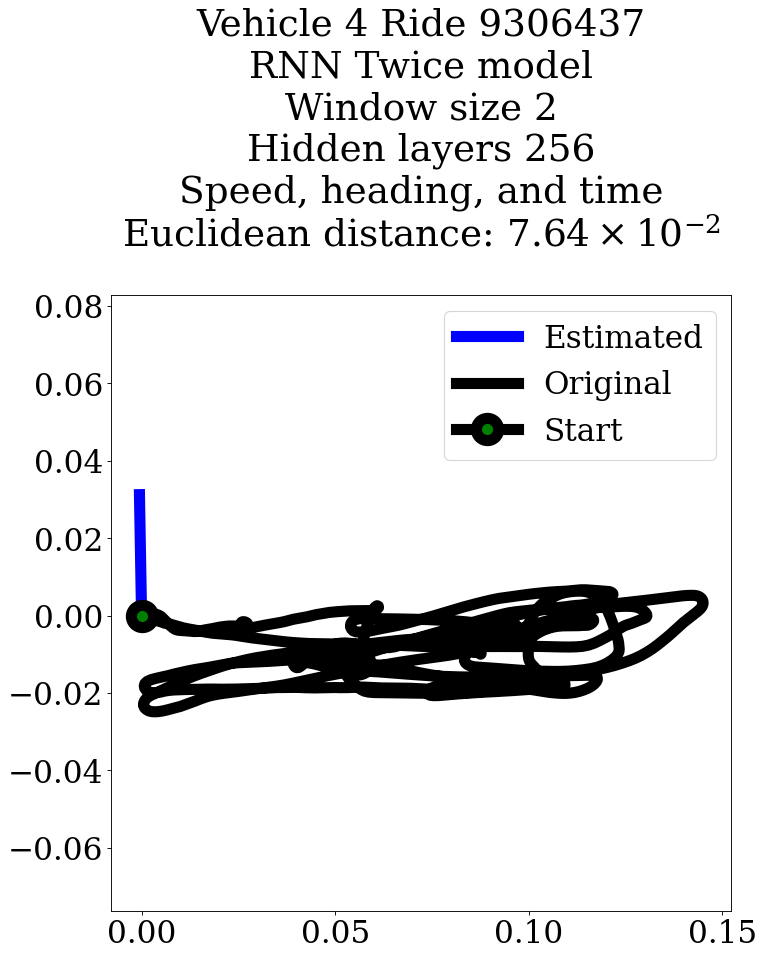 Vehicle 4 Ride 9306437
RNN Twice model
Window size 2
Hidden layers 256
Speed, heading, and time
Euclidean distance: 7.64 × 10⁻²
Estimated
Original
Start
0.08
0.06
0.04
0.02
0.00
−0.02
−0.04
−0.06
0.00 0.05 0.10 0.15